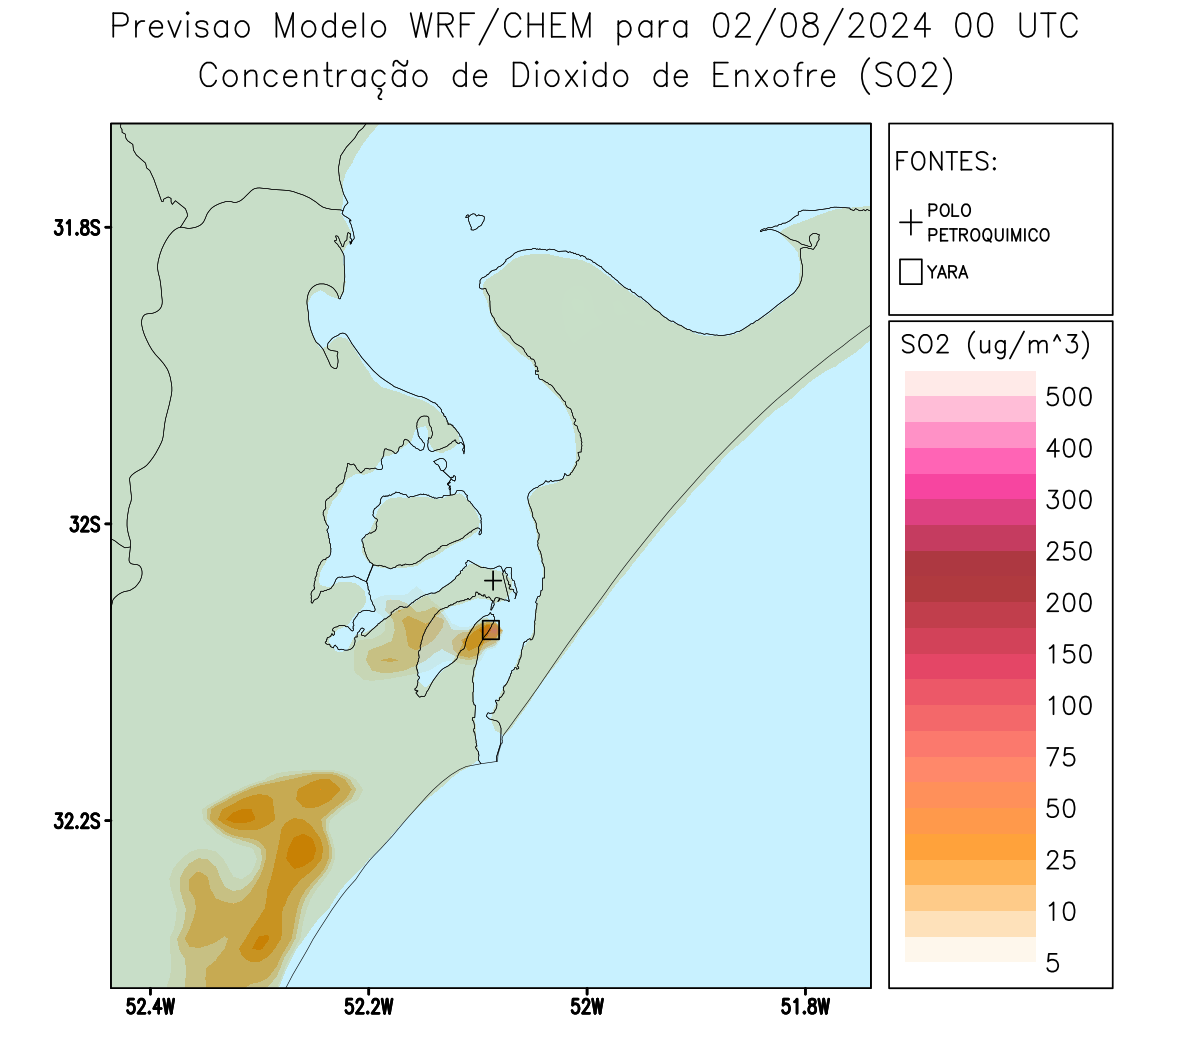 Previsao Modelo WRF/CHEM para 02/08/2024 00 UTC
Concentração de Dioxido de Enxofre (SO2)
FONTES:
POLO
PETROQUIMICO
YARA
SO2 (ug/m^3)
500
400
300
250
200
150
100
75
50
25
10
5
31.8S
32S
32.2S
52.4W
52.2W
52W
51.8W